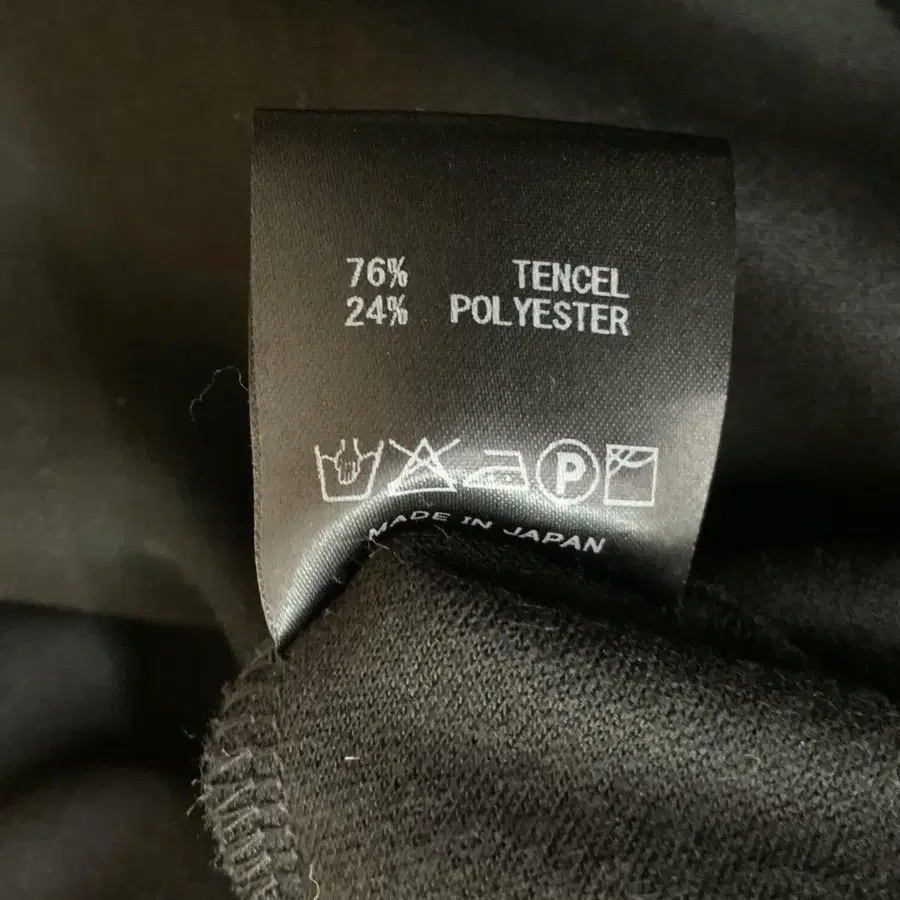 76% TENCEL
24% POLYESTER
P
MADE IN JAPAN